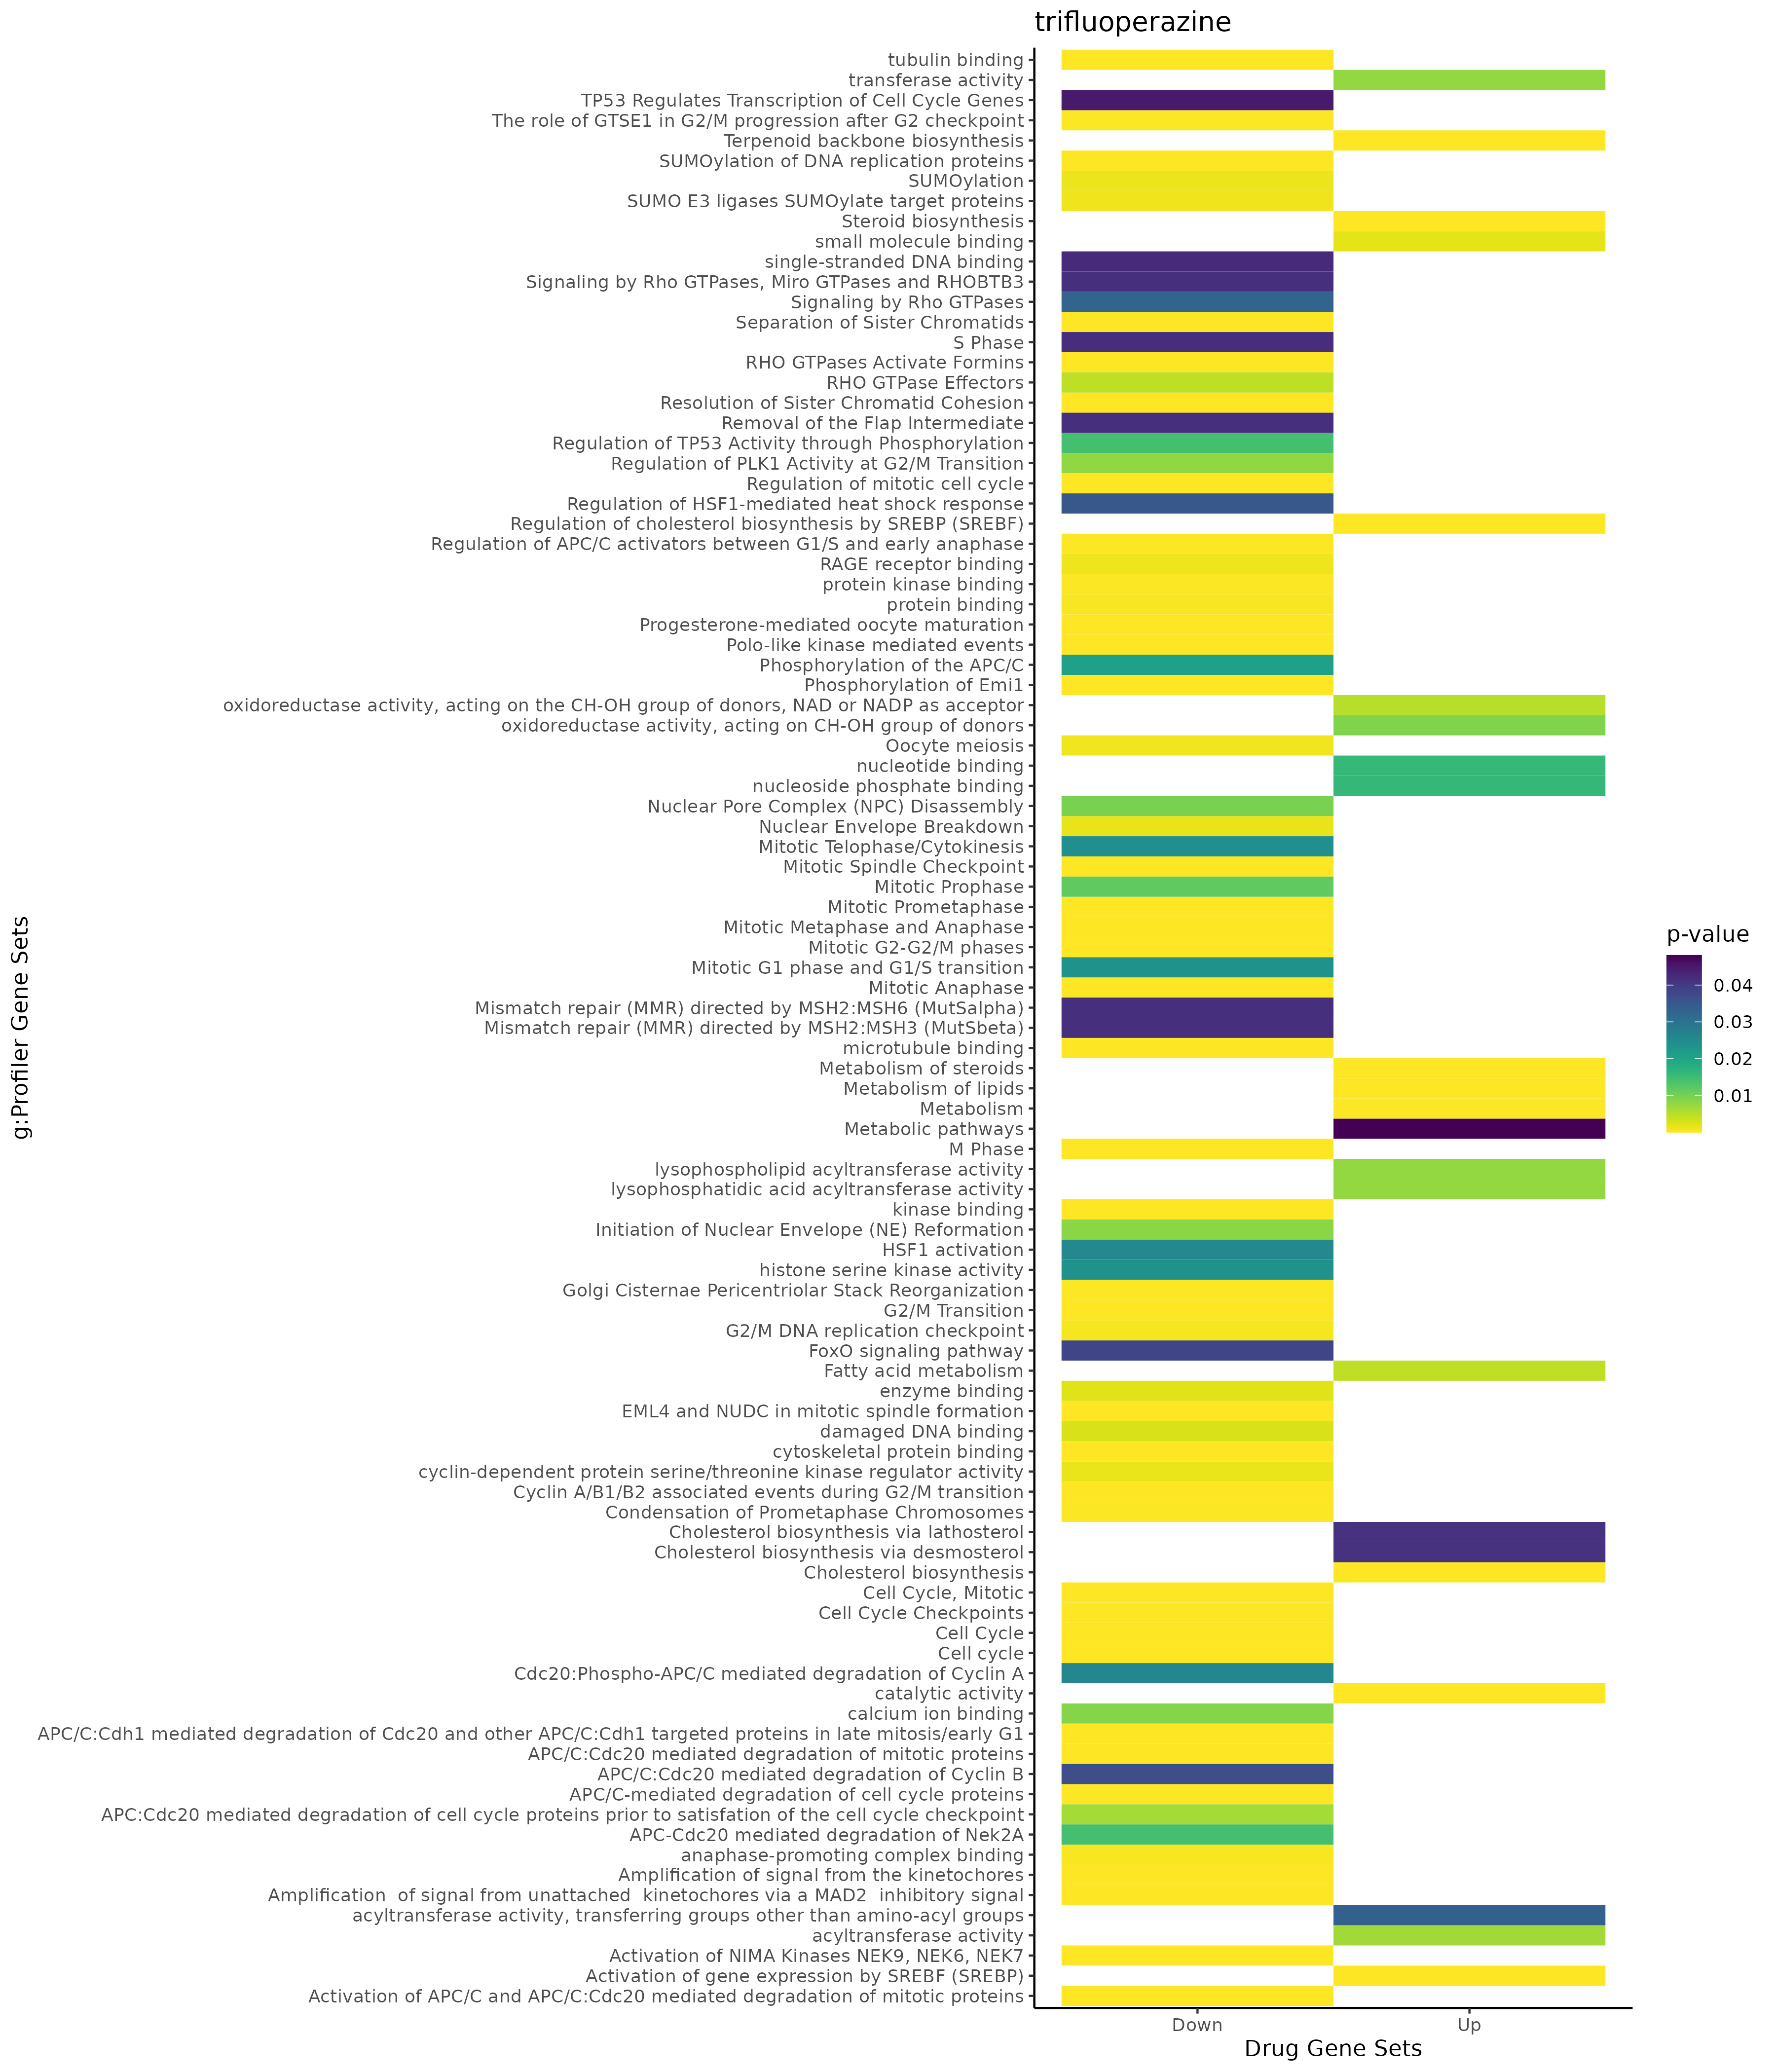 trifluoperazine
tubulin binding
transferase activity
TP53 Regulates Transcription of Cell Cycle Genes
The role of GTSE1 in G2/M progression after G2 checkpoint
Terpenoid backbone biosynthesis
SUMOylation of DNA replication proteins
SUMOylation
SUMO E3 ligases SUMOylate target proteins
Steroid biosynthesis
small molecule binding
single-stranded DNA binding
Signaling by Rho GTPases, Miro GTPases and RHOBTB3
Signaling by Rho GTPases
Separation of Sister Chromatids
S Phase
RHO GTPases Activate Formins
RHO GTPase Effectors
Resolution of Sister Chromatid Cohesion
Removal of the Flap Intermediate
Regulation of TP53 Activity through Phosphorylation
Regulation of PLK1 Activity at G2/M Transition
Regulation of mitotic cell cycle
Regulation of HSF1-mediated heat shock response
Regulation of cholesterol biosynthesis by SREBP (SREBF)
Regulation of APC/C activators between G1/S and early anaphase
RAGE receptor binding
protein kinase binding
protein binding
Progesterone-mediated oocyte maturation
Polo-like kinase mediated events
Phosphorylation of the APC/C
Phosphorylation of Emi1
oxidoreductase activity, acting on the CH-OH group of donors, NAD or NADP as acceptor
oxidoreductase activity, acting on CH-OH group of donors
Oocyte meiosis
nucleotide binding
nucleoside phosphate binding
Nuclear Pore Complex (NPC) Disassembly
Nuclear Envelope Breakdown
Mitotic Telophase/Cytokinesis
Mitotic Spindle Checkpoint
Mitotic Prophase
Mitotic Prometaphase
Mitotic Metaphase and Anaphase
Mitotic G2-G2/M phases
Mitotic G1 phase and G1/S transition
Mitotic Anaphase
Mismatch repair (MMR) directed by MSH2:MSH6 (MutSalpha)
Mismatch repair (MMR) directed by MSH2:MSH3 (MutSbeta)
microtubule binding
Metabolism of steroids
Metabolism of lipids
Metabolism
Metabolic pathways
M Phase
lysophospholipid acyltransferase activity
lysophosphatidic acid acyltransferase activity
kinase binding
Initiation of Nuclear Envelope (NE) Reformation
HSF1 activation
histone serine kinase activity
Golgi Cisternae Pericentriolar Stack Reorganization
G2/M Transition
G2/M DNA replication checkpoint
FoxO signaling pathway
Fatty acid metabolism
enzyme binding
EML4 and NUDC in mitotic spindle formation
damaged DNA binding
cytoskeletal protein binding
cyclin-dependent protein serine/threonine kinase regulator activity
Cyclin A/B1/B2 associated events during G2/M transition
Condensation of Prometaphase Chromosomes
Cholesterol biosynthesis via lathosterol
Cholesterol biosynthesis via desmosterol
Cholesterol biosynthesis
Cell Cycle, Mitotic
Cell Cycle Checkpoints
Cell Cycle
Cell cycle
Cdc20:Phospho-APC/C mediated degradation of Cyclin A
catalytic activity
calcium ion binding
APC/C:Cdh1 mediated degradation of Cdc20 and other APC/C:Cdh1 targeted proteins in late mitosis/early G1
APC/C:Cdc20 mediated degradation of mitotic proteins
APC/C:Cdc20 mediated degradation of Cyclin B
APC/C-mediated degradation of cell cycle proteins
APC:Cdc20 mediated degradation of cell cycle proteins prior to satisfation of the cell cycle checkpoint
APC-Cdc20 mediated degradation of Nek2A
anaphase-promoting complex binding
Amplification of signal from the kinetochores
Amplification  of signal from unattached  kinetochores via a MAD2  inhibitory signal
acyltransferase activity, transferring groups other than amino-acyl groups
acyltransferase activity
Activation of NIMA Kinases NEK9, NEK6, NEK7
Activation of gene expression by SREBF (SREBP)
Activation of APC/C and APC/C:Cdc20 mediated degradation of mitotic proteins
g:Profiler Gene Sets
Down
Up
Drug Gene Sets
p-value
0.04
0.03
0.02
0.01